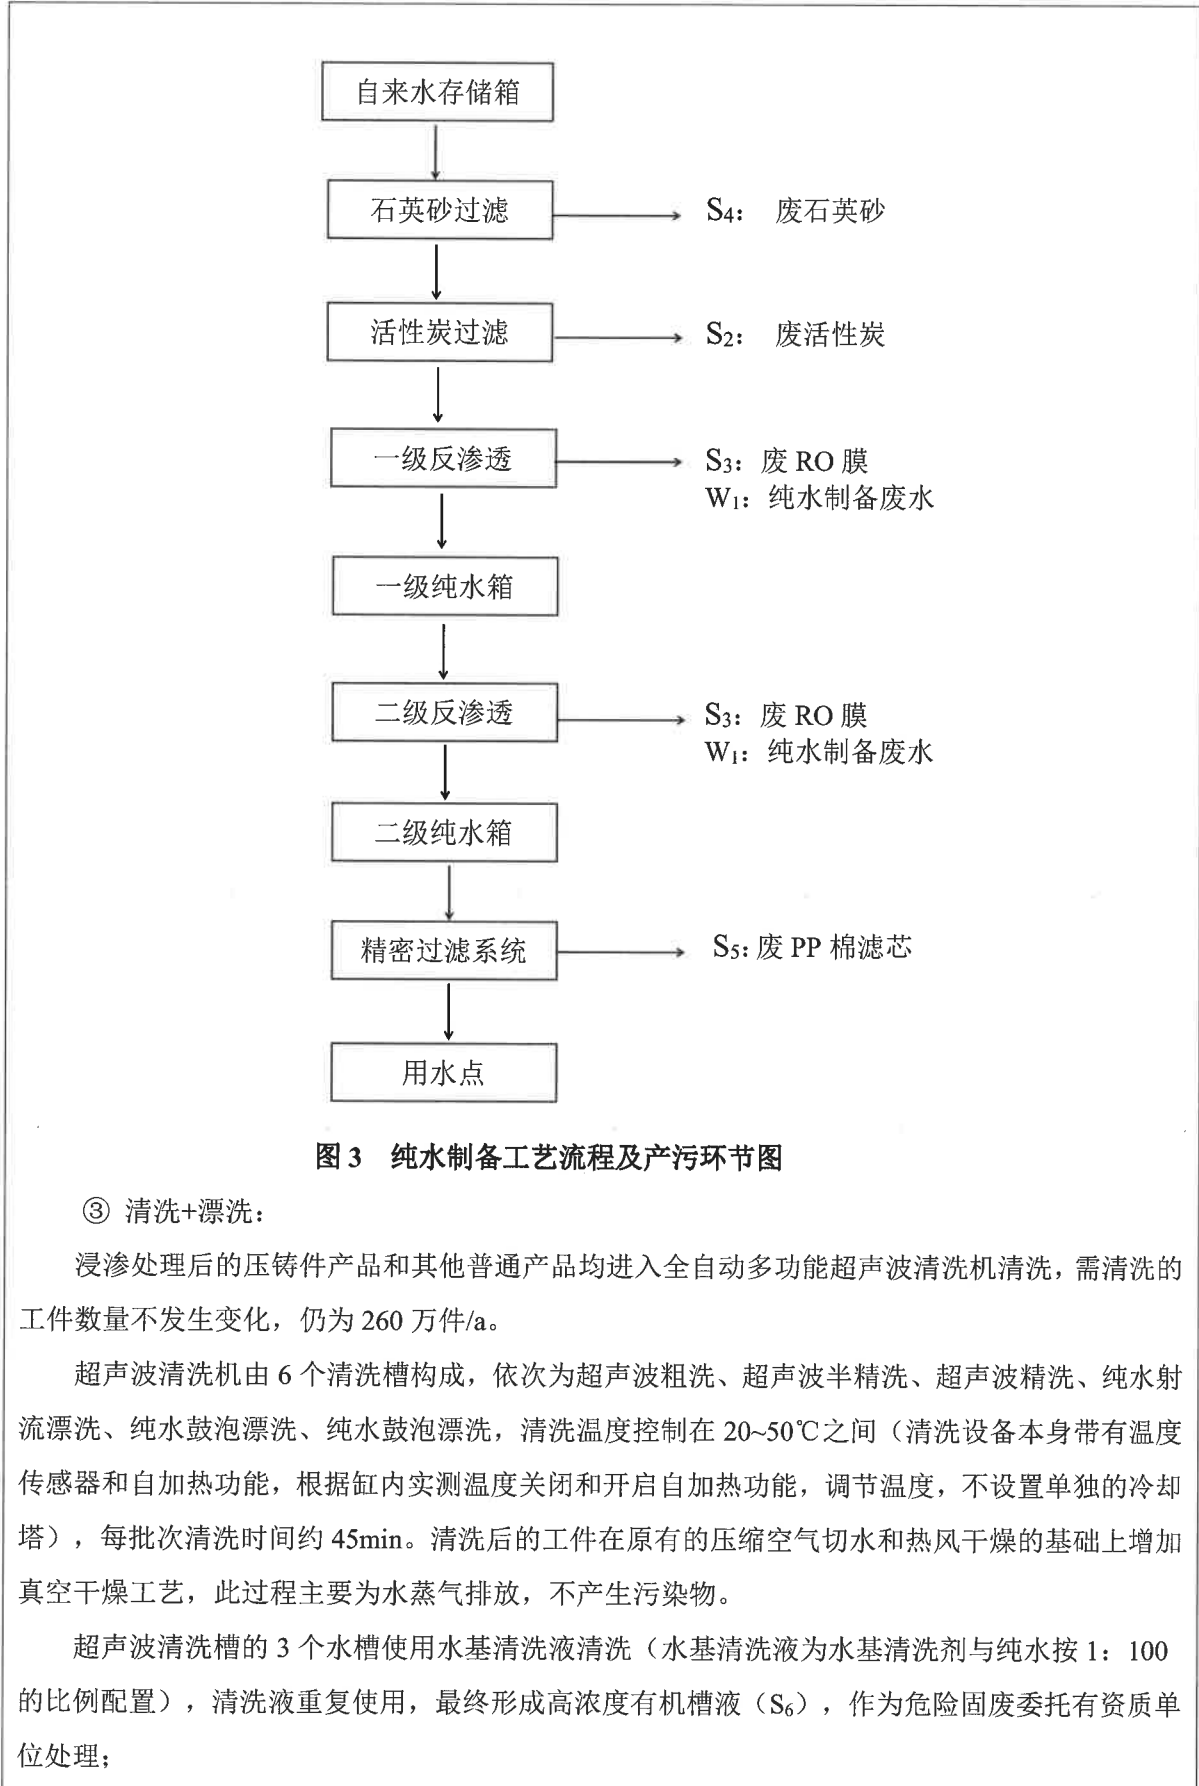 自来水存储箱
石英砂过滤
S4： 废石英砂
活性炭过滤
S2： 废活性炭
一级反渗透
S3：废 RO 膜
W1：纯水制备废水
一级纯水箱
二级反渗透
S3：废 RO 膜
W1：纯水制备废水
二级纯水箱
精密过滤系统
S5：废 PP 棉滤芯
用水点
图 3 纯水制备工艺流程及产污环节图
③ 清洗+漂洗：
浸渗处理后的压铸件产品和其他普通产品均进入全自动多功能超声波清洗机清洗，需清洗的
工件数量不发生变化，仍为 260 万件/a。
超声波清洗机由 6 个清洗槽构成，依次为超声波粗洗、超声波半精洗、超声波精洗、纯水射
流漂洗、纯水鼓泡漂洗、纯水鼓泡漂洗，清洗温度控制在 20~50℃之间（清洗设备本身带有温度
传感器和自加热功能，根据缸内实测温度关闭和开启自加热功能，调节温度，不设置单独的冷却
塔），每批次清洗时间约 45min。清洗后的工件在原有的压缩空气切水和热风干燥的基础上增加
真空干燥工艺，此过程主要为水蒸气排放，不产生污染物。
超声波清洗槽的 3 个水槽使用水基清洗液清洗（水基清洗液为水基清洗剂与纯水按 1：100
的比例配置），清洗液重复使用，最终形成高浓度有机槽液（S6），作为危险固废委托有资质单
位处理；